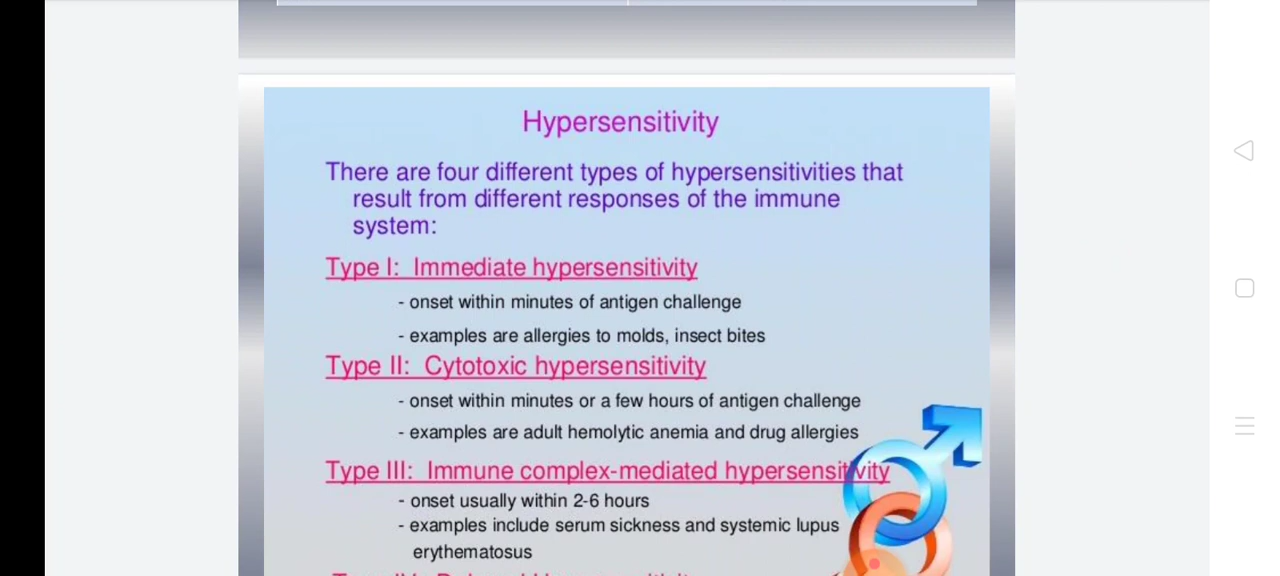 Hypersensitivity
There are four different types of hypersensitivities that
result from different responses of the immune
system:
Type I: Immediate hypersensitivity
- onset within minutes of antigen challenge
- examples are allergies to molds, insect bites
Type II: Cytotoxic hypersensitivity
- onset within minutes or a few hours of antigen challenge
- examples are adult hemolytic anemia and drug allergies
Type III: Immune complex-mediated hypersensitivity
- onset usually within 2-6 hours
- examples include serum sickness and systemic lupus
erythematosus